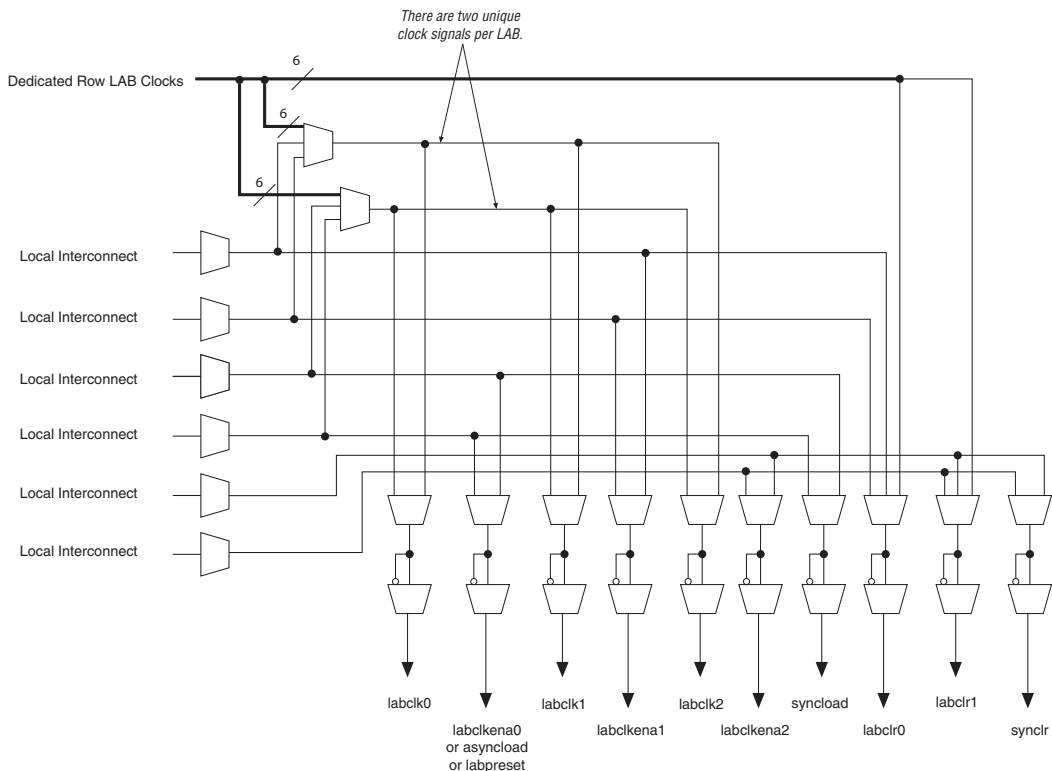 There are two unique
clock signals per LAB.
6
Dedicated Row LAB Clocks
6
6
Local Interconnect
Local Interconnect
Local Interconnect
Local Interconnect
Local Interconnect
Local Interconnect
labclk0
labclk1
labclk2
syncload
labclr1
labclkena0
or asyncload
or labpreset
labclkena1
labclkena2
labclr0
synclr